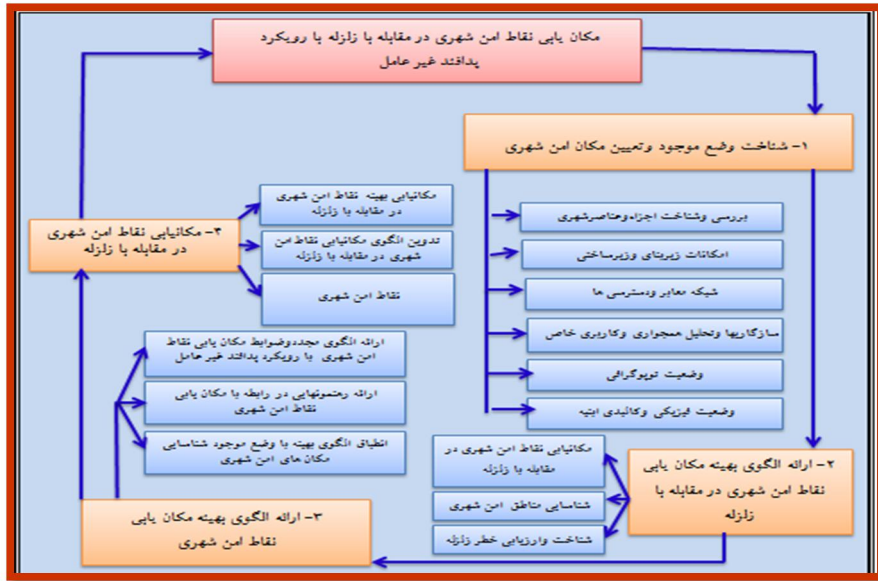 مکان یابی نقاط امن شهری در مقابله با زلزله با رویکرد
پدافند غیر عامل
۱- شناخت وضع موجود وتعیین مکان امن شهری
بررسی وشناخت اجزاءوعناصرشهری
امکانات زیربنای وزیرساختی
شبکه معابر ودسترسی ها
سازگاریها وتحلیل همجواری وکاربری خاص
وضعیت توپوگرافی
وضعیت فیزیکی وکالبدی ابنیه
۲- ارائه الگوی بهینه مکان یابی
نقاط امن شهری در مقابله با
زلزله
مکانیابی نقاط امن شهری در
مقابله با زلزله
شناسایی مناطق امن شهری
شناخت وارزیابی خطر زلزله
۳- ارائه الگوی بهینه مکان یابی
نقاط امن شهری
ارائه الگوی مجددوضوابط مکان یابی نقاط
امن شهری با رویکرد پدافند غیر عامل
ارائه رهنمونهایی در رابطه با مکان یابی
نقاط امن شهری
انطباق الگوی بهینه با وضع موجود شناسایی
مکان های امن شهری
۴- مکانیابی نقاط امن شهری
در مقابله با زلزله
مکانیابی بهینه نقاط امن شهری
در مقابله با زلزله
تدوین الگوی مکانیابی نقاط امن
شهری در مقابله با زلزله
نقاط امن شهری